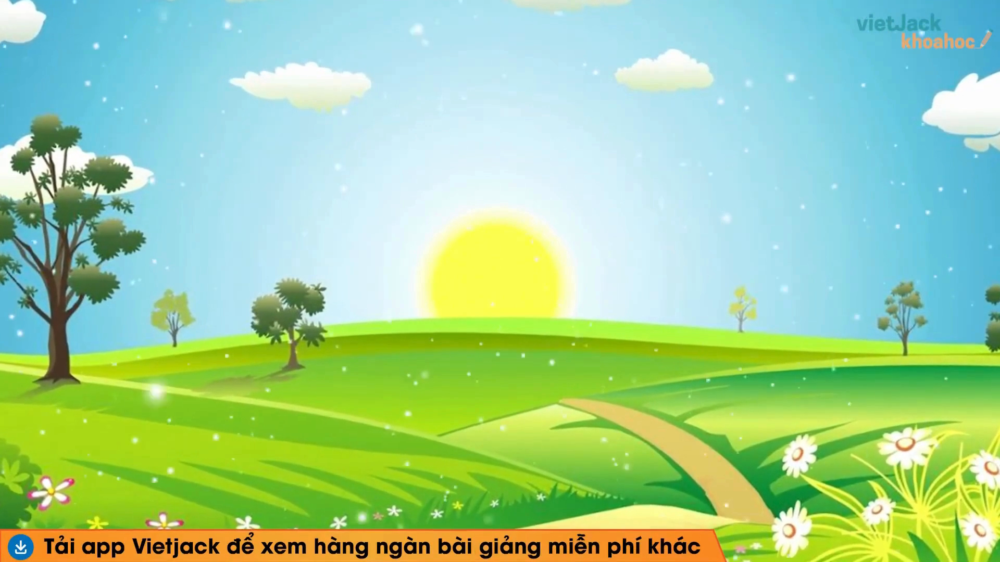 vietJack
khoahoc
Tải app Vietjack để xem hàng ngàn bài giảng miễn phí khác